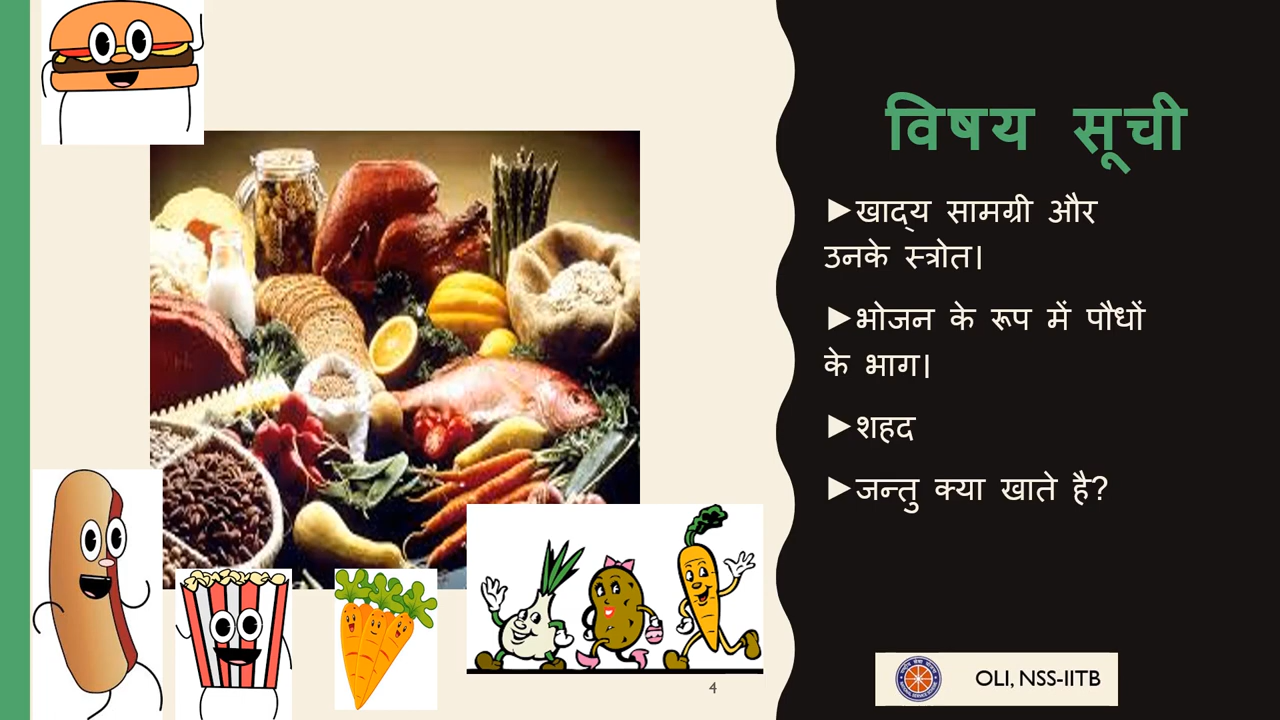 विषय सूची
►खाद्य सामग्री और
उनके स्त्रोत।
►भोजन के रूप में पौधों
के भाग।
►शहद
►जन्तु क्या खाते है?
OLI, NSS-IITB
4